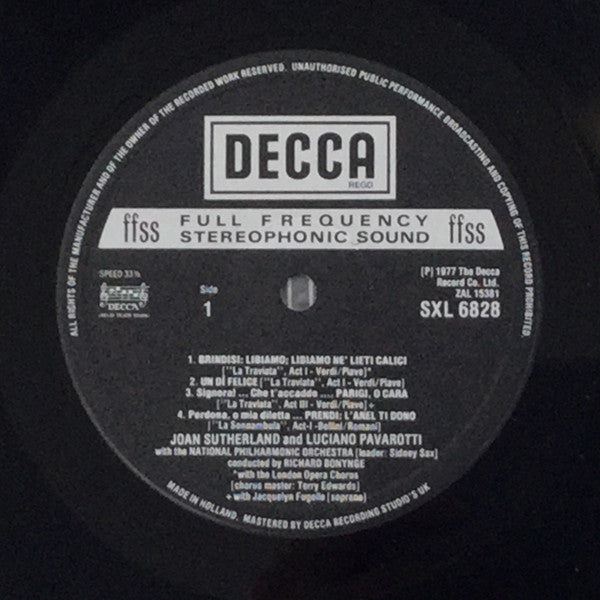 ALL RIGHTS OF THE MANUFACTURER AND OF THE OWNER OF THE RECORDED WORK RESERVED. UNAUTHORISED PUBLIC PERFORMANCE BROADCASTING AND COPYING OF THIS RECORD PROHIBITED.
DECCA
REGD
ffss FULL FREQUENCY STEREOPHONIC SOUND ffss
SPEED 33⅓
DECCA
Side
1
(P) 1977 The Decca
Record Co. Ltd.
ZAL 15381
SXL 6828
1. BRINDISI: LIBIAMO; LIBIAMO NE' LIETI CALICI
["La Traviata", Act I - Verdi/Piave]*
2. UN DÌ FELICE ["La Traviata", Act I - Verdi/Piave]
3. Signora! ... Che t'accadde .... PARIGI, O CARA
["La Traviata", Act III - Verdi/Piave]+
4. Perdona, o mia diletta ... PRENDI: L'ANEL TI DONO
["La Sonnambula", Act-I -Bellini/Romani]
JOAN SUTHERLAND and LUCIANO PAVAROTTI
with the NATIONAL PHILHARMONIC ORCHESTRA [leader: Sidney Sax]
conducted by RICHARD BONYNGE
*with the London Opera Chorus
[chorus master: Terry Edwards]
+ with Jacquelyn Fugelle [soprano]
MADE IN HOLLAND. MASTERED BY DECCA RECORDING STUDIO'S UK